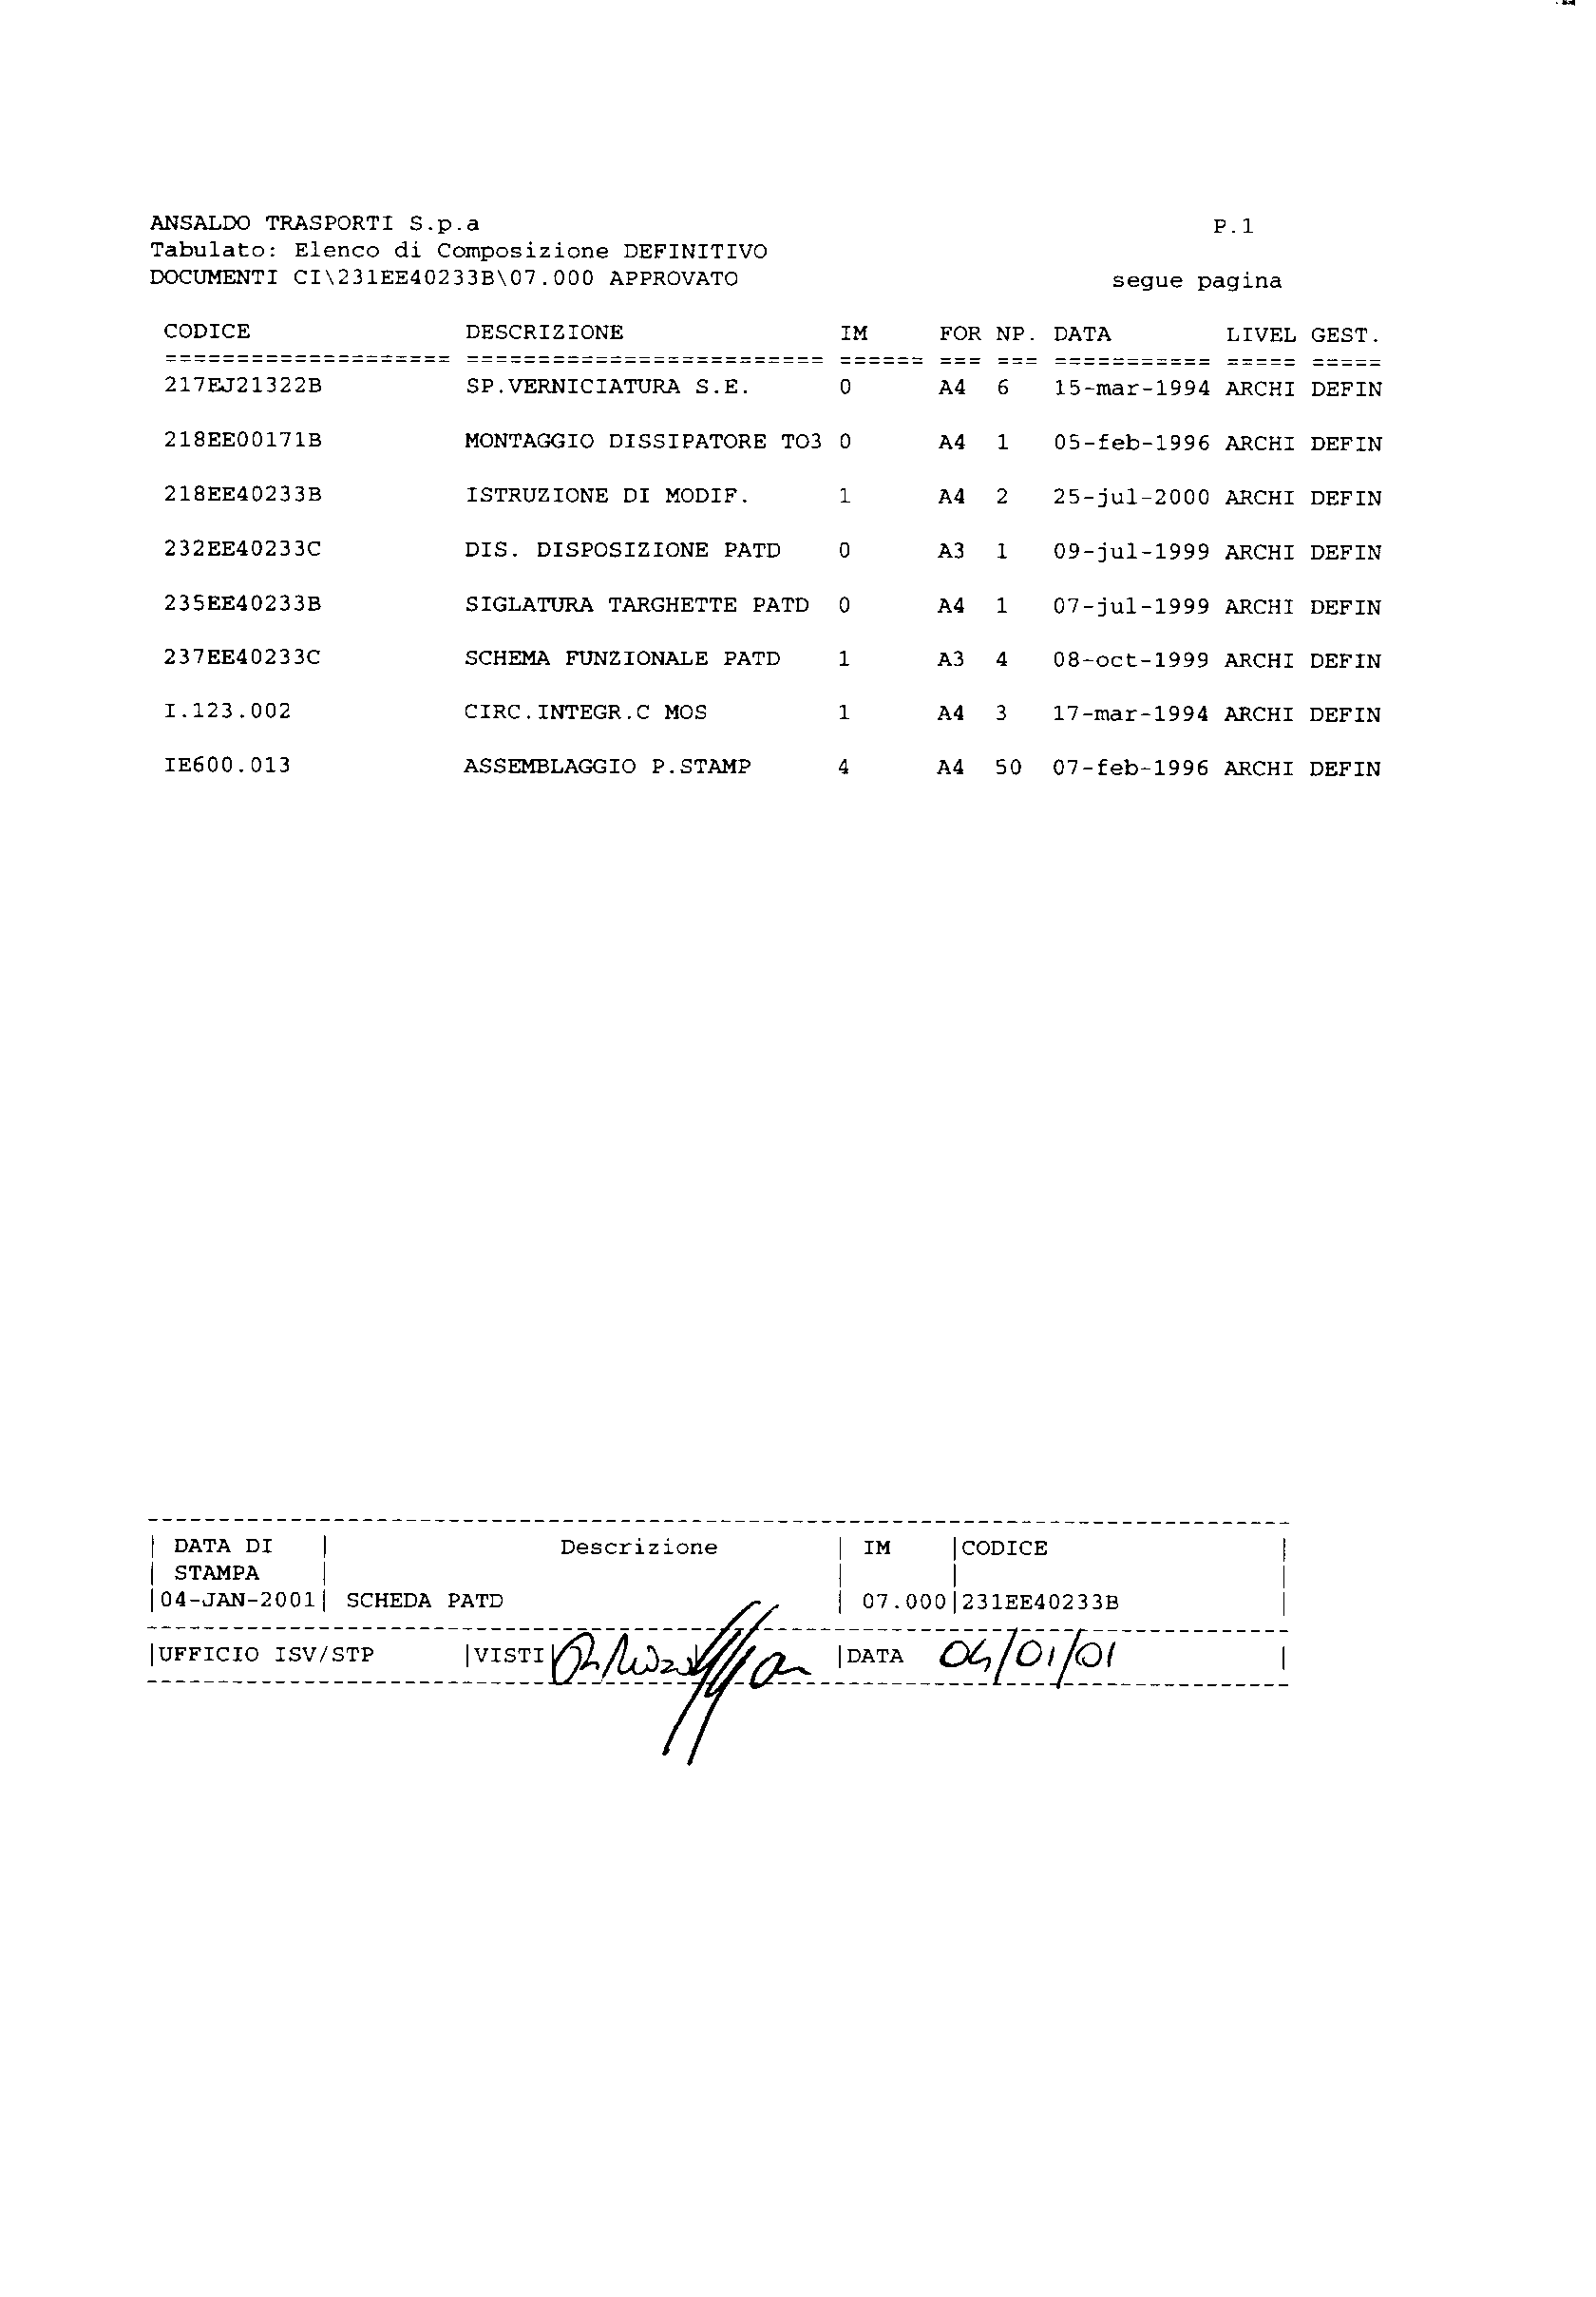 ANSALDO TRASPORTI S.p.a P.1
Tabulato: Elenco di Composizione DEFINITIVO
DOCUMENTI CI\231EE40233B\07.000 APPROVATO segue pagina
CODICE DESCRIZIONE IM FOR NP. DATA LIVEL GEST.
==================== ========================= ====== === === =========== ===== =====
217EJ21322B SP.VERNICIATURA S.E. 0 A4 6 15-mar-1994 ARCHI DEFIN
218EE00171B MONTAGGIO DISSIPATORE TO3 0 A4 1 05-feb-1996 ARCHI DEFIN
218EE40233B ISTRUZIONE DI MODIF. 1 A4 2 25-jul-2000 ARCHI DEFIN
232EE40233C DIS. DISPOSIZIONE PATD 0 A3 1 09-jul-1999 ARCHI DEFIN
235EE40233B SIGLATURA TARGHETTE PATD 0 A4 1 07-jul-1999 ARCHI DEFIN
237EE40233C SCHEMA FUNZIONALE PATD 1 A3 4 08-oct-1999 ARCHI DEFIN
I.123.002 CIRC.INTEGR.C MOS 1 A4 3 17-mar-1994 ARCHI DEFIN
IE600.013 ASSEMBLAGGIO P.STAMP 4 A4 50 07-feb-1996 ARCHI DEFIN
DATA DI Descrizione IM CODICE
STAMPA
04-JAN-2001 SCHEDA PATD 07.000 231EE40233B
UFFICIO ISV/STP VISTI DATA 04/01/01